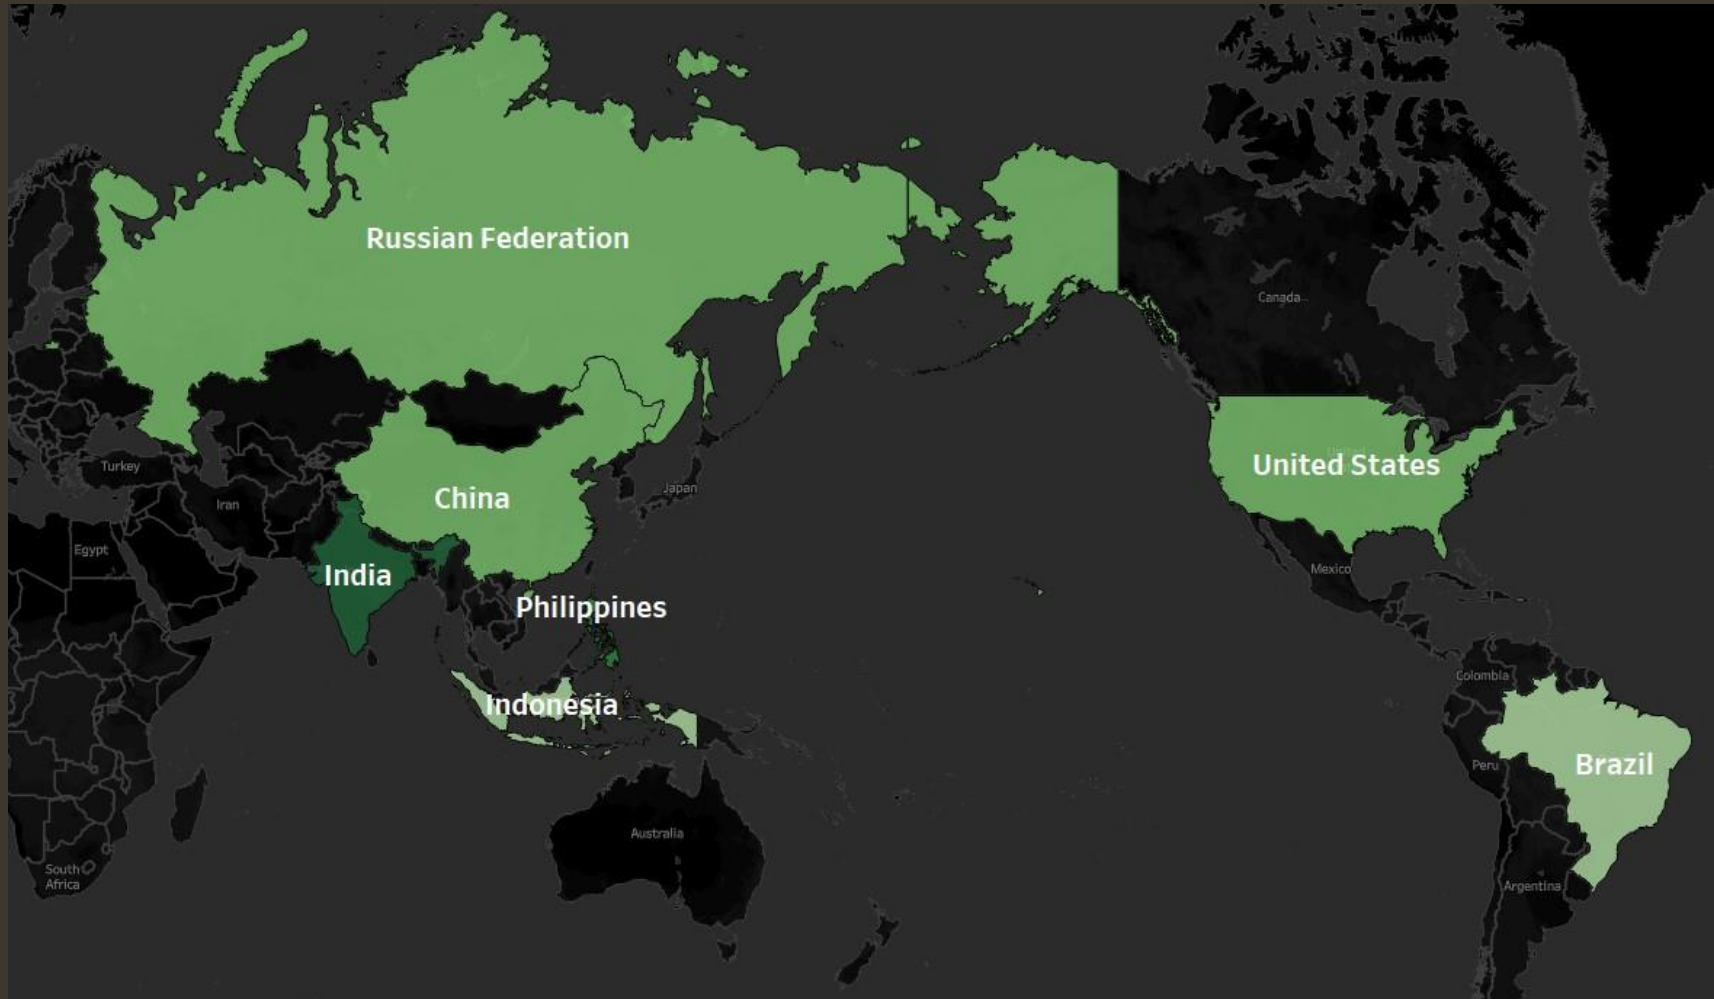 Russian Federation
Canada
United States
Turkey
Japan
China
Iran
Egypt
Mexico
India
Philippines
Colombia
Indonesia
Brazil
Peru
Australia
South
Africa
Argentina